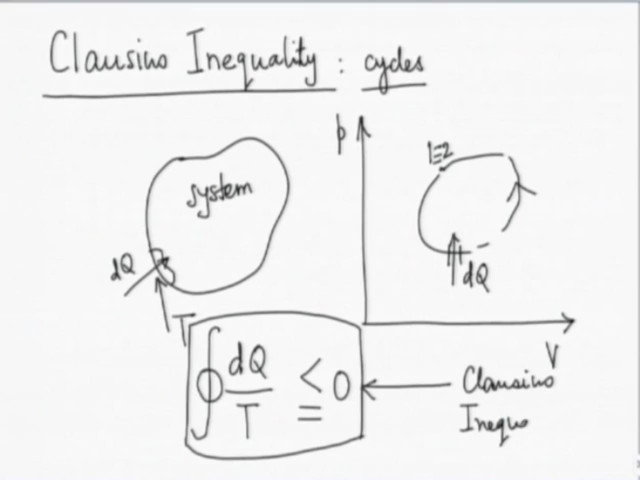 Clausius Inequality : cycles
system
dQ
T
p
1≡2
dQ
V
∮ dQ/T ≤ 0
Clausius
Inequ